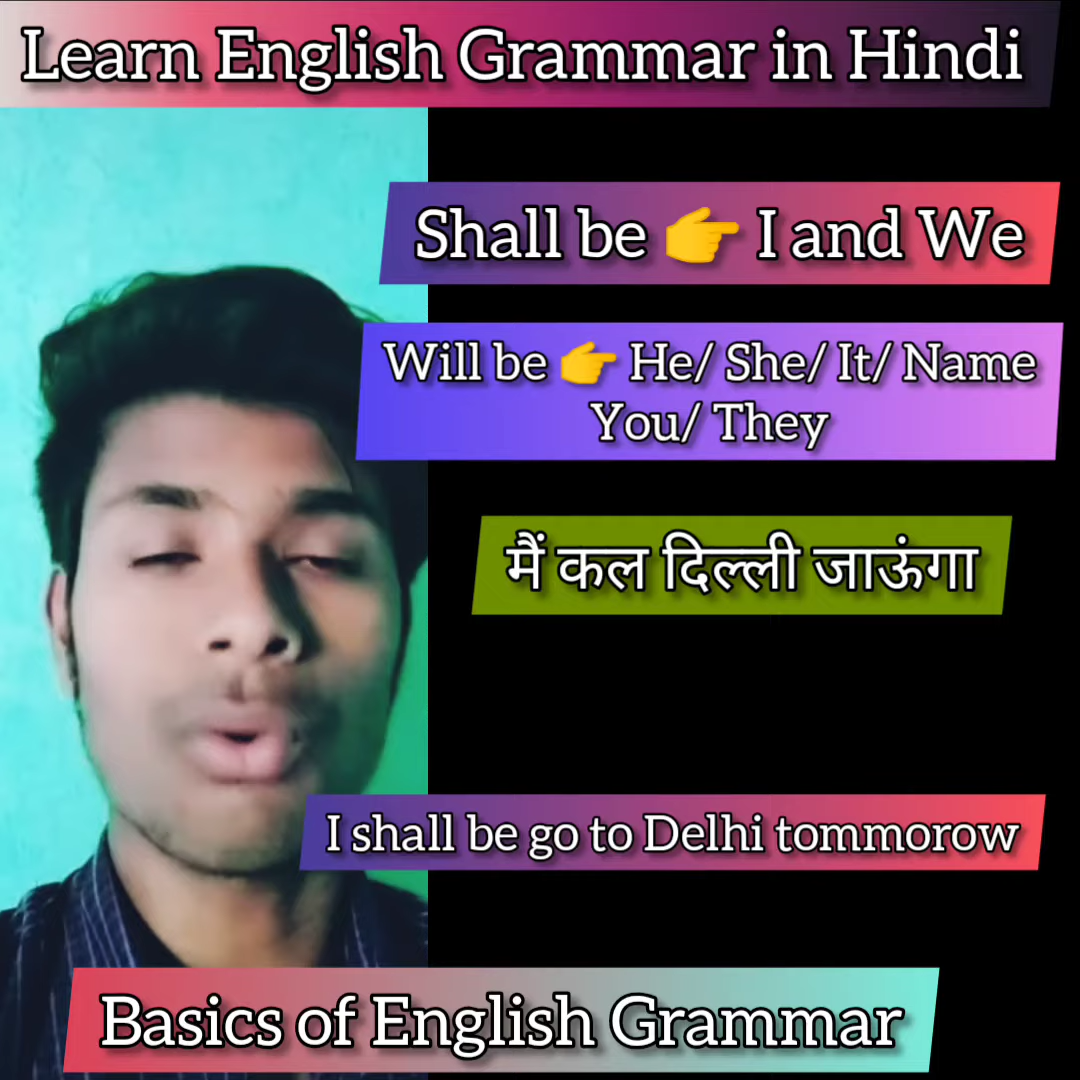 Learn English Grammar in Hindi
Shall be 👉 I and We
Will be 👉 He/ She/ It/ Name
You/ They
मैं कल दिल्ली जाऊंगा
I shall be go to Delhi tommorow
Basics of English Grammar